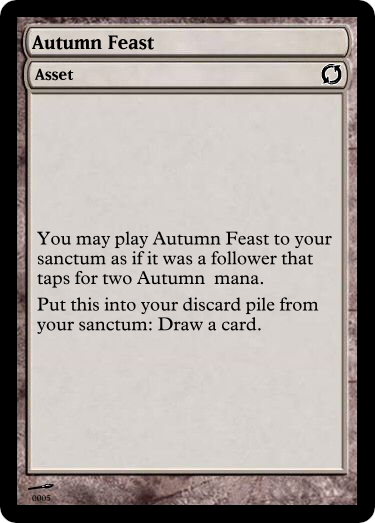 Autumn Feast
Asset
You may play Autumn Feast to your
sanctum as if it was a follower that
taps for two Autumn  mana.
Put this into your discard pile from
your sanctum: Draw a card.
0005